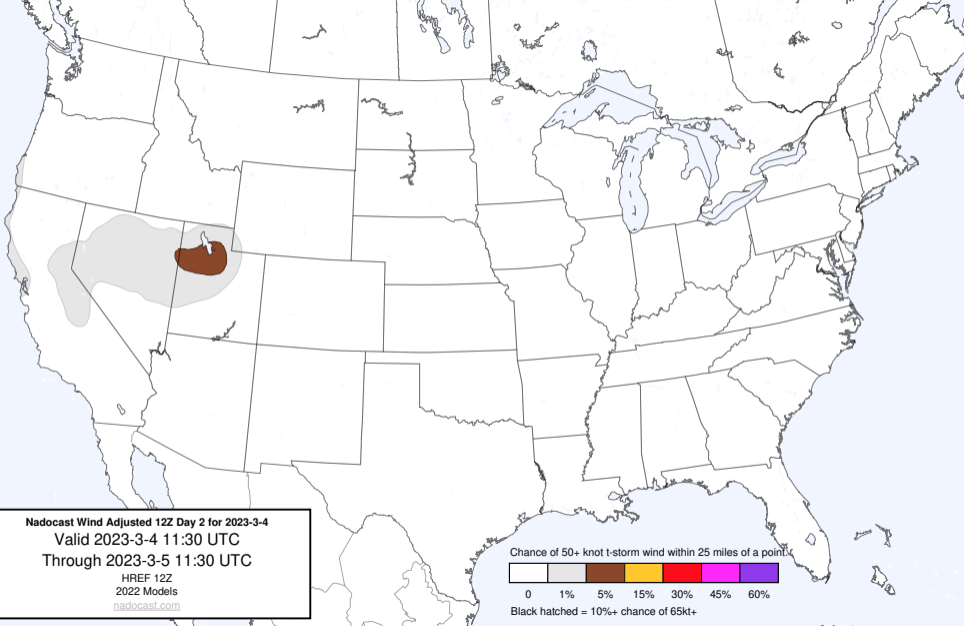 Nadocast Wind Adjusted 12Z Day 2 for 2023-3-4
Valid 2023-3-4 11:30 UTC
Through 2023-3-5 11:30 UTC
HREF 12Z
2022 Models
nadocast.com
Chance of 50+ knot t-storm wind within 25 miles of a point.
0 1% 5% 15% 30% 45% 60%
Black hatched = 10%+ chance of 65kt+